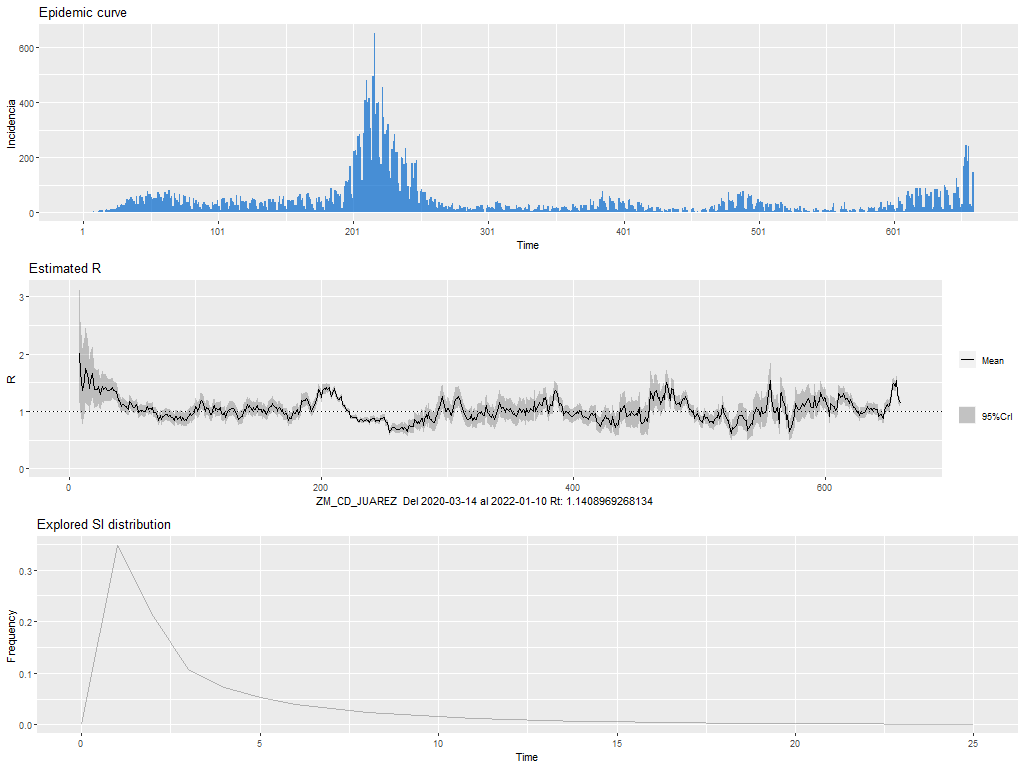 Epidemic curve
Incidencia
600
400
200
0
1
101
201
301
401
501
601
Time
Estimated R
R
3
2
1
0
0
200
400
600
Mean
95%CrI
ZM_CD_JUAREZ Del 2020-03-14 al 2022-01-10 Rt: 1.1408969268134
Explored SI distribution
Frequency
0.3
0.2
0.1
0.0
0
5
10
15
20
25
Time